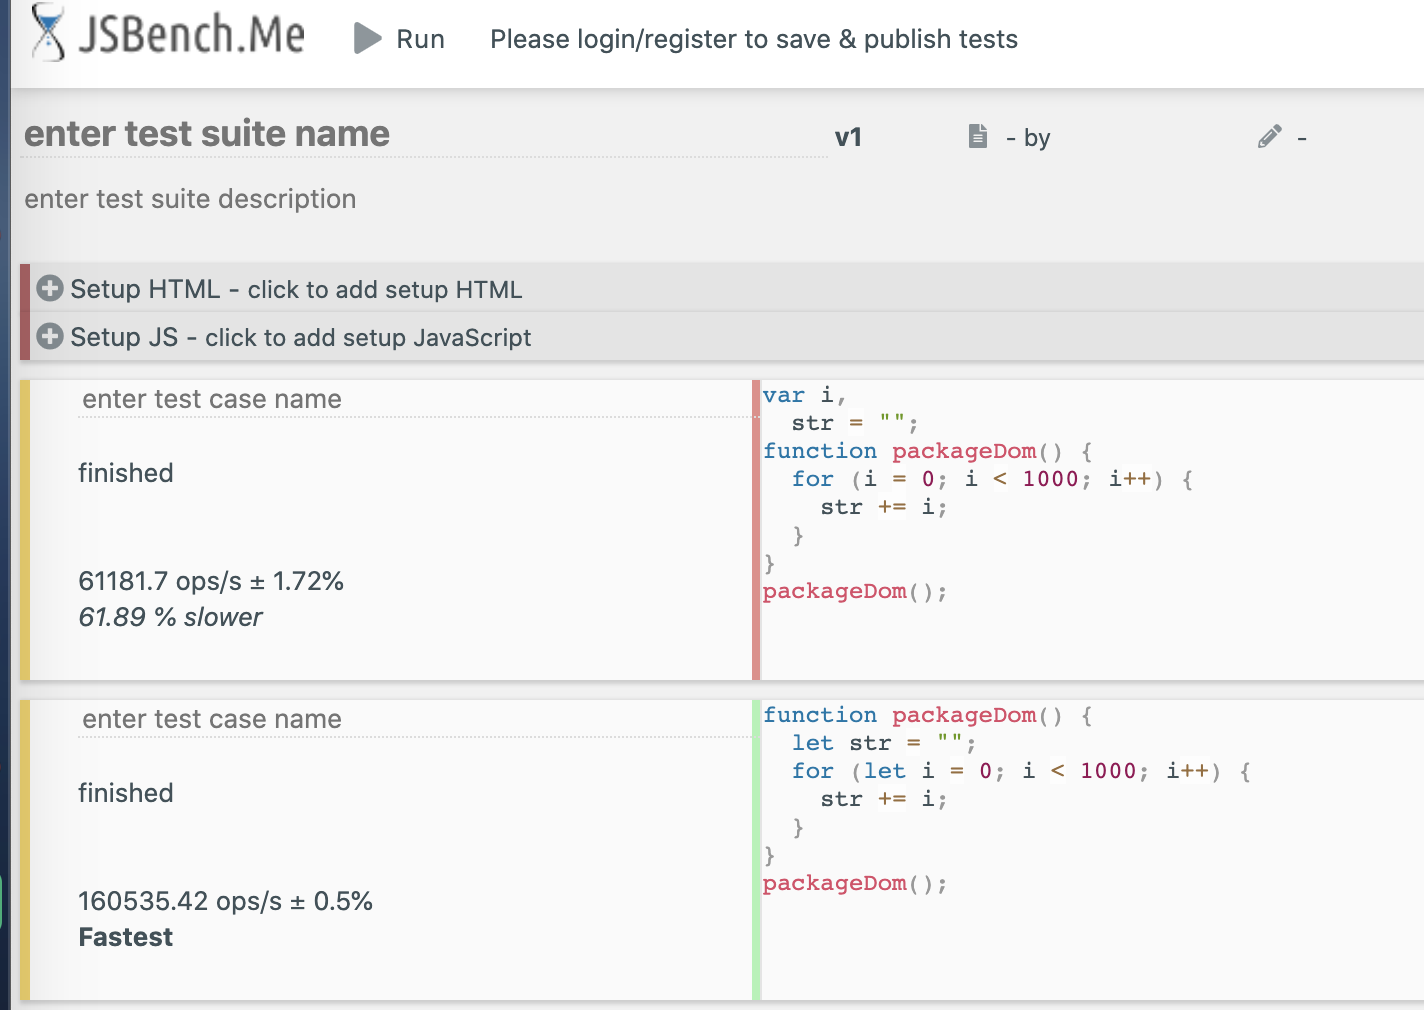 JSBench.Me Run Please login/register to save & publish tests
enter test suite name v1 - by -
enter test suite description
Setup HTML - click to add setup HTML
Setup JS - click to add setup JavaScript
enter test case name
finished
61181.7 ops/s ± 1.72%
61.89 % slower
var i,
  str = "";
function packageDom() {
  for (i = 0; i < 1000; i++) {
    str += i;
  }
}
packageDom();
enter test case name
finished
160535.42 ops/s ± 0.5%
Fastest
function packageDom() {
  let str = "";
  for (let i = 0; i < 1000; i++) {
    str += i;
  }
}
packageDom();